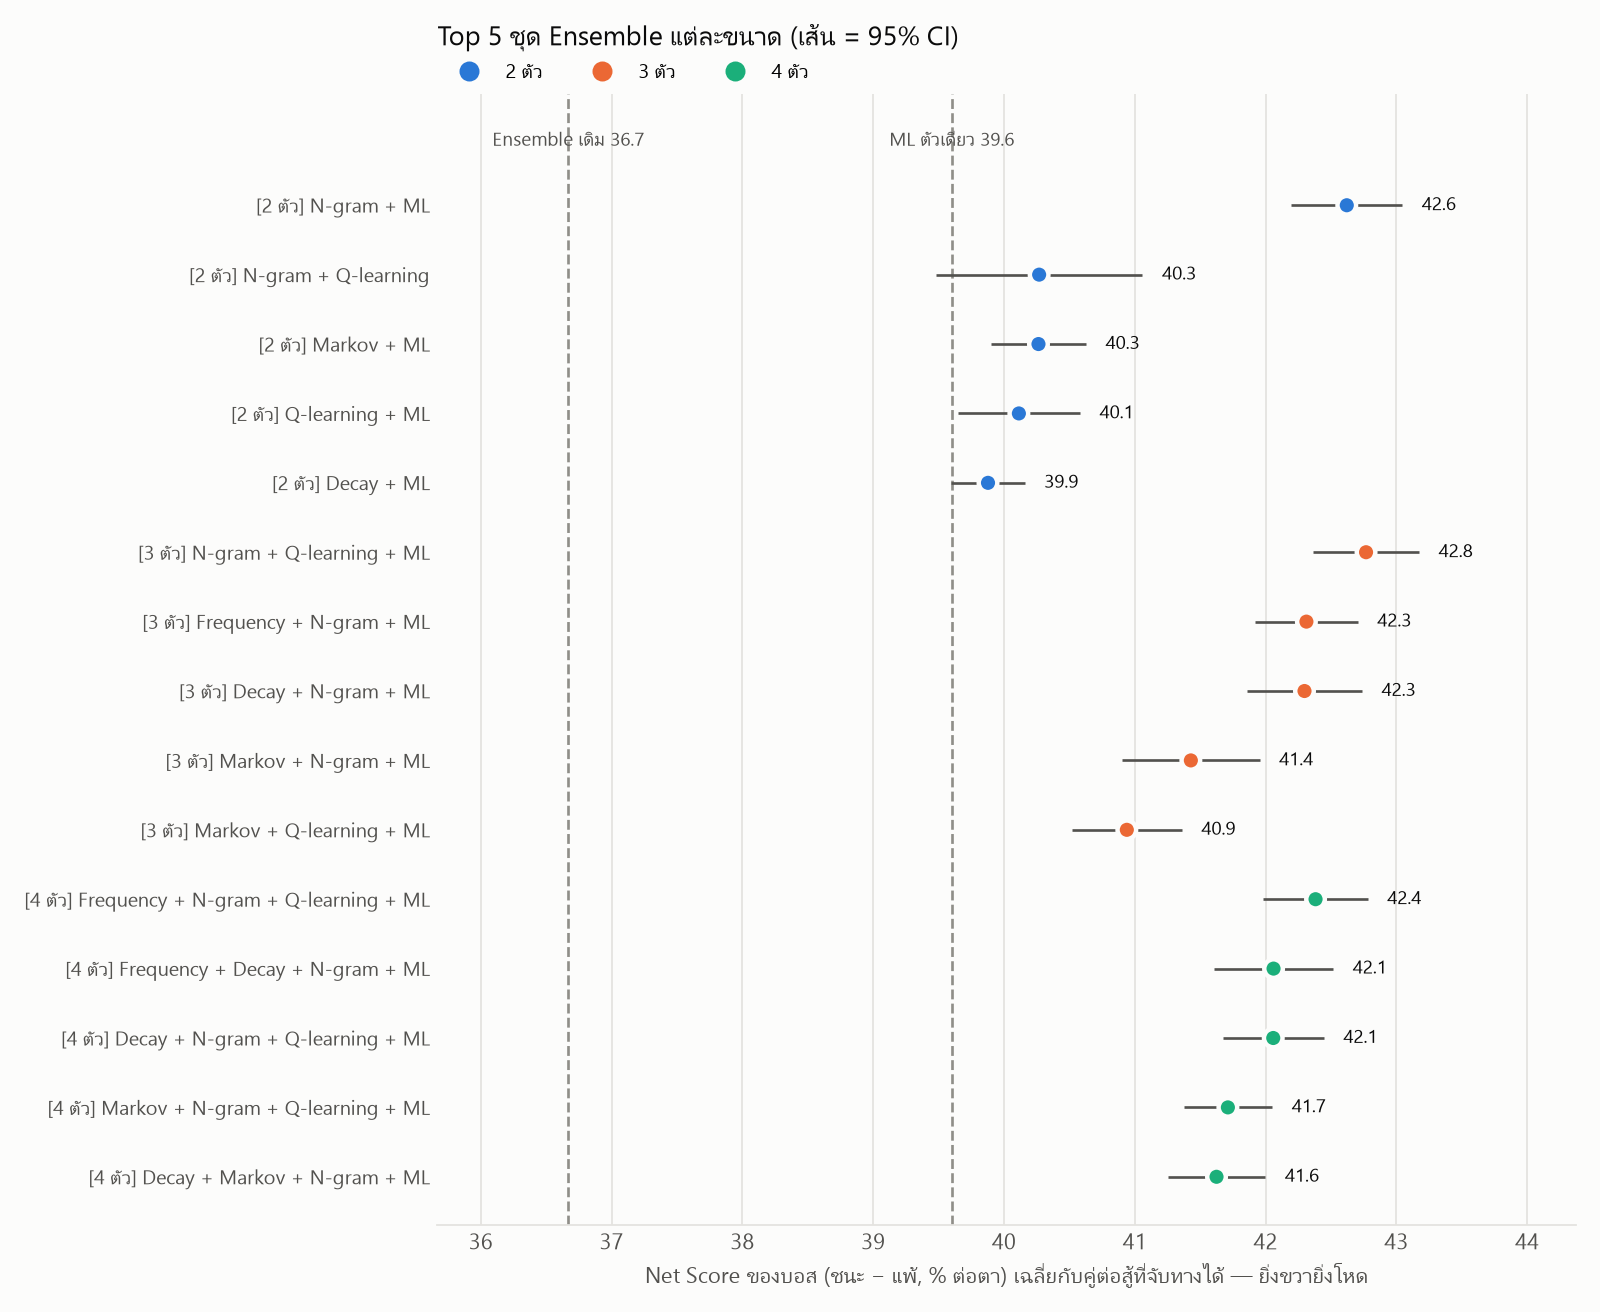 Top 5 ชุด Ensemble แต่ละขนาด (เส้น = 95% CI)
2 ตัว 3 ตัว 4 ตัว
Ensemble เดิม 36.7 ML ตัวเดียว 39.6
[2 ตัว] N-gram + ML 42.6
[2 ตัว] N-gram + Q-learning 40.3
[2 ตัว] Markov + ML 40.3
[2 ตัว] Q-learning + ML 40.1
[2 ตัว] Decay + ML 39.9
[3 ตัว] N-gram + Q-learning + ML 42.8
[3 ตัว] Frequency + N-gram + ML 42.3
[3 ตัว] Decay + N-gram + ML 42.3
[3 ตัว] Markov + N-gram + ML 41.4
[3 ตัว] Markov + Q-learning + ML 40.9
[4 ตัว] Frequency + N-gram + Q-learning + ML 42.4
[4 ตัว] Frequency + Decay + N-gram + ML 42.1
[4 ตัว] Decay + N-gram + Q-learning + ML 42.1
[4 ตัว] Markov + N-gram + Q-learning + ML 41.7
[4 ตัว] Decay + Markov + N-gram + ML 41.6
36 37 38 39 40 41 42 43 44
Net Score ของบอส (ชนะ − แพ้, % ต่อตา) เฉลี่ยกับคู่ต่อสู้ที่จับทางได้ — ยิ่งขวายิ่งโหด